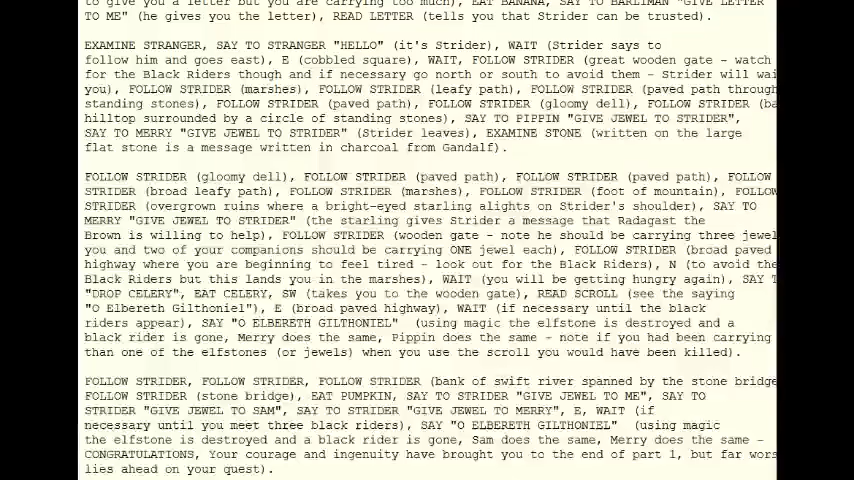 to give you a letter but you are carrying too much), EAT BANANA, SAY TO BARLIMAN "GIVE LETTER
TO ME" (he gives you the letter), READ LETTER (tells you that Strider can be trusted).
EXAMINE STRANGER, SAY TO STRANGER "HELLO" (it's Strider), WAIT (Strider says to
follow him and goes east), E (cobbled square), WAIT, FOLLOW STRIDER (great wooden gate - watch
for the Black Riders though and if necessary go north or south to avoid them - Strider will wai
you), FOLLOW STRIDER (marshes), FOLLOW STRIDER (leafy path), FOLLOW STRIDER (paved path through
standing stones), FOLLOW STRIDER (paved path), FOLLOW STRIDER (gloomy dell), FOLLOW STRIDER (ba
hilltop surrounded by a circle of standing stones), SAY TO PIPPIN "GIVE JEWEL TO STRIDER",
SAY TO MERRY "GIVE JEWEL TO STRIDER" (Strider leaves), EXAMINE STONE (written on the large
flat stone is a message written in charcoal from Gandalf).
FOLLOW STRIDER (gloomy dell), FOLLOW STRIDER (paved path), FOLLOW STRIDER (paved path), FOLLOW
STRIDER (broad leafy path), FOLLOW STRIDER (marshes), FOLLOW STRIDER (foot of mountain), FOLLOW
STRIDER (overgrown ruins where a bright-eyed starling alights on Strider's shoulder), SAY TO
MERRY "GIVE JEWEL TO STRIDER" (the starling gives Strider a message that Radagast the
Brown is willing to help), FOLLOW STRIDER (wooden gate - note he should be carrying three jewel
you and two of your companions should be carrying ONE jewel each), FOLLOW STRIDER (broad paved
highway where you are beginning to feel tired - look out for the Black Riders), N (to avoid the
Black Riders but this lands you in the marshes), WAIT (you will be getting hungry again), SAY T
"DROP CELERY", EAT CELERY, SW (takes you to the wooden gate), READ SCROLL (see the saying
"O Elbereth Gilthoniel"), E (broad paved highway), WAIT (if necessary until the black
riders appear), SAY "O ELBERETH GILTHONIEL" (using magic the elfstone is destroyed and a
black rider is gone, Merry does the same, Pippin does the same - note if you had been carrying
than one of the elfstones (or jewels) when you use the scroll you would have been killed).
FOLLOW STRIDER, FOLLOW STRIDER, FOLLOW STRIDER (bank of swift river spanned by the stone bridge
FOLLOW STRIDER (stone bridge), EAT PUMPKIN, SAY TO STRIDER "GIVE JEWEL TO ME", SAY TO
STRIDER "GIVE JEWEL TO SAM", SAY TO STRIDER "GIVE JEWEL TO MERRY", E, WAIT (if
necessary until you meet three black riders), SAY "O ELBERETH GILTHONIEL" (using magic
the elfstone is destroyed and a black rider is gone, Sam does the same, Merry does the same -
CONGRATULATIONS, Your courage and ingenuity have brought you to the end of part 1, but far wors
lies ahead on your quest).